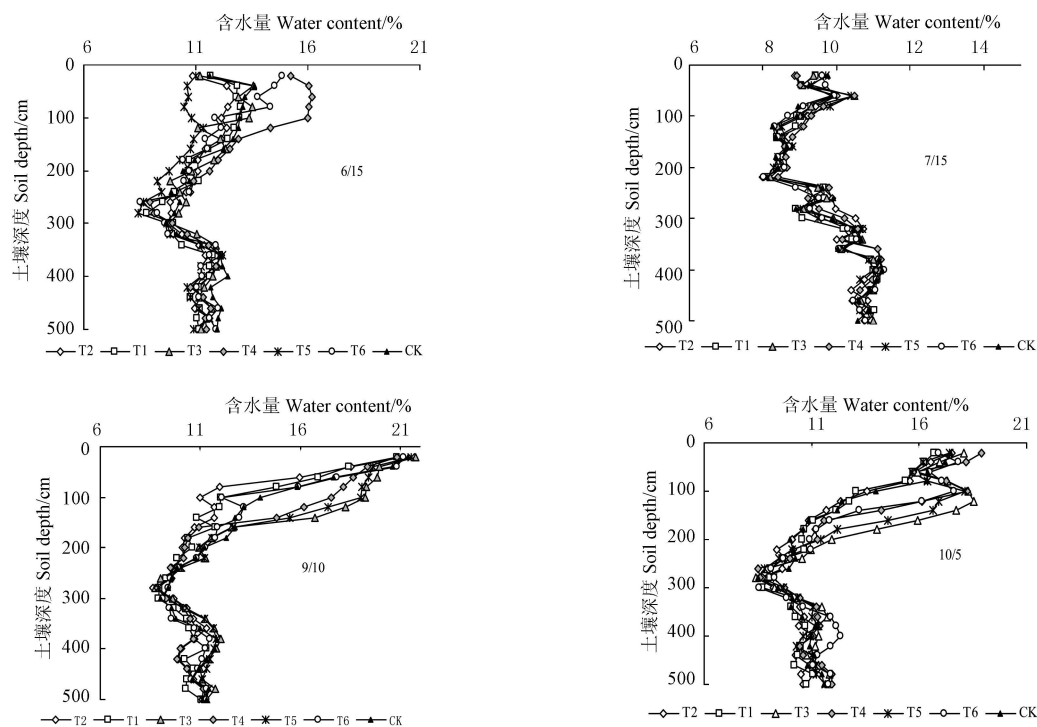 含水量 Water content/%
6 11 16 21
土壤深度 Soil depth/cm
0
100
200
300
400
500
6/15
T2 T1 T3 T4 T5 T6 CK
含水量 Water content/%
6 8 10 12 14
土壤深度 Soil depth/cm
0
100
200
300
400
500
7/15
T2 T1 T3 T4 T5 T6 CK
含水量 Water content/%
6 11 16 21
土壤深度 Soil depth/cm
0
100
200
300
400
500
9/10
T2 T1 T3 T4 T5 T6 CK
含水量 Water content/%
6 11 16 21
土壤深度 Soil depth/cm
0
100
200
300
400
500
10/5
T2 T1 T3 T4 T5 T6 CK